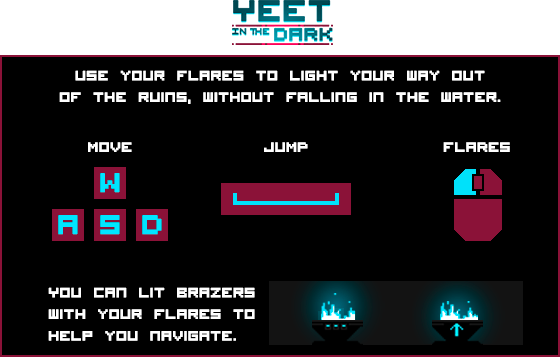 YEET
IN THE DARK
USE YOUR FLARES TO LIGHT YOUR WAY OUT
OF THE RUINS, WITHOUT FALLING IN THE WATER.
MOVE JUMP FLARES
W
A S D
YOU CAN LIT BRAZERS
WITH YOUR FLARES TO
HELP YOU NAVIGATE.